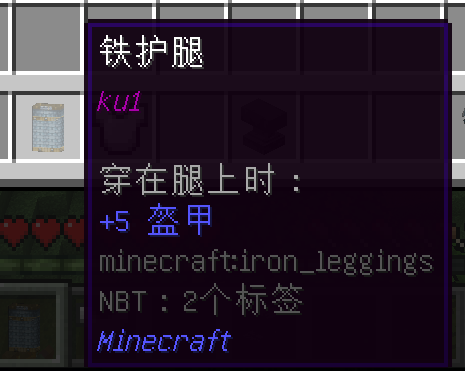 铁护腿
ku1
穿在腿上时：
+5 盔甲
minecraft:iron_leggings
NBT：2个标签
Minecraft